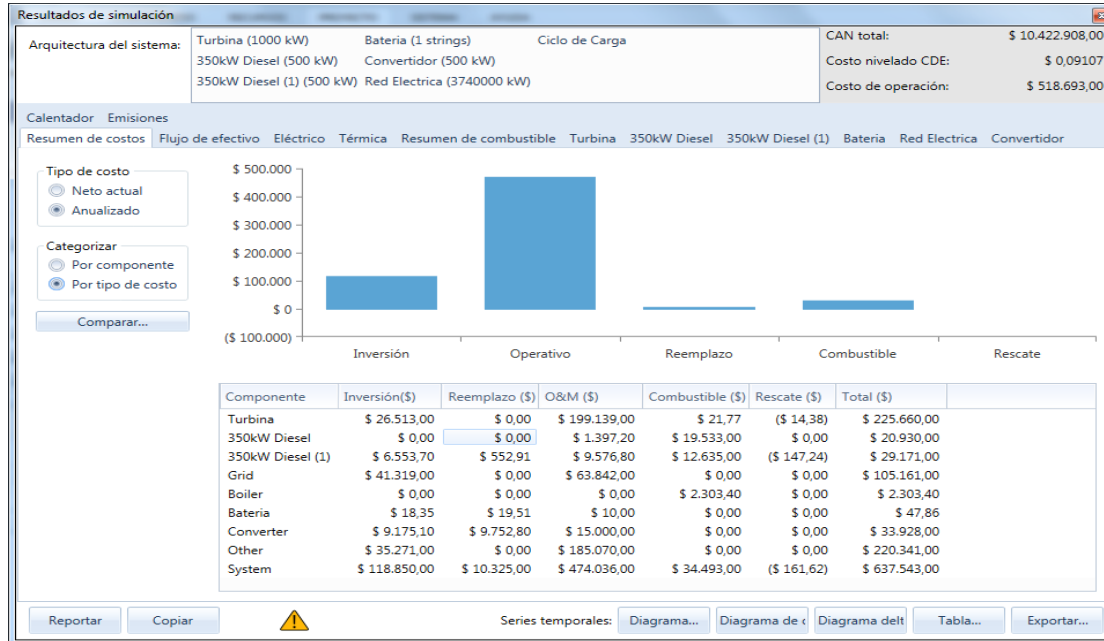 Resultados de simulación
Arquitectura del sistema:
Turbina (1000 kW) Bateria (1 strings) Ciclo de Carga
350kW Diesel (500 kW) Convertidor (500 kW)
350kW Diesel (1) (500 kW) Red Electrica (3740000 kW)
CAN total: $ 10.422.908,00
Costo nivelado CDE: $ 0,09107
Costo de operación: $ 518.693,00
Calentador Emisiones
Resumen de costos Flujo de efectivo Eléctrico Térmica Resumen de combustible Turbina 350kW Diesel 350kW Diesel (1) Bateria Red Electrica Convertidor
Tipo de costo
Neto actual
Anualizado
Categorizar
Por componente
Por tipo de costo
Comparar...
$ 500.000
$ 400.000
$ 300.000
$ 200.000
$ 100.000
$ 0
($ 100.000)
Inversión Operativo Reemplazo Combustible Rescate
Componente Inversión($) Reemplazo ($) O&M ($) Combustible ($) Rescate ($) Total ($)
Turbina $ 26.513,00 $ 0,00 $ 199.139,00 $ 21,77 ($ 14,38) $ 225.660,00
350kW Diesel $ 0,00 $ 0,00 $ 1.397,20 $ 19.533,00 $ 0,00 $ 20.930,00
350kW Diesel (1) $ 6.553,70 $ 552,91 $ 9.576,80 $ 12.635,00 ($ 147,24) $ 29.171,00
Grid $ 41.319,00 $ 0,00 $ 63.842,00 $ 0,00 $ 0,00 $ 105.161,00
Boiler $ 0,00 $ 0,00 $ 0,00 $ 2.303,40 $ 0,00 $ 2.303,40
Bateria $ 18,35 $ 19,51 $ 10,00 $ 0,00 $ 0,00 $ 47,86
Converter $ 9.175,10 $ 9.752,80 $ 15.000,00 $ 0,00 $ 0,00 $ 33.928,00
Other $ 35.271,00 $ 0,00 $ 185.070,00 $ 0,00 $ 0,00 $ 220.341,00
System $ 118.850,00 $ 10.325,00 $ 474.036,00 $ 34.493,00 ($ 161,62) $ 637.543,00
Reportar Copiar Series temporales: Diagrama... Diagrama de Diagrama delt Tabla... Exportar...